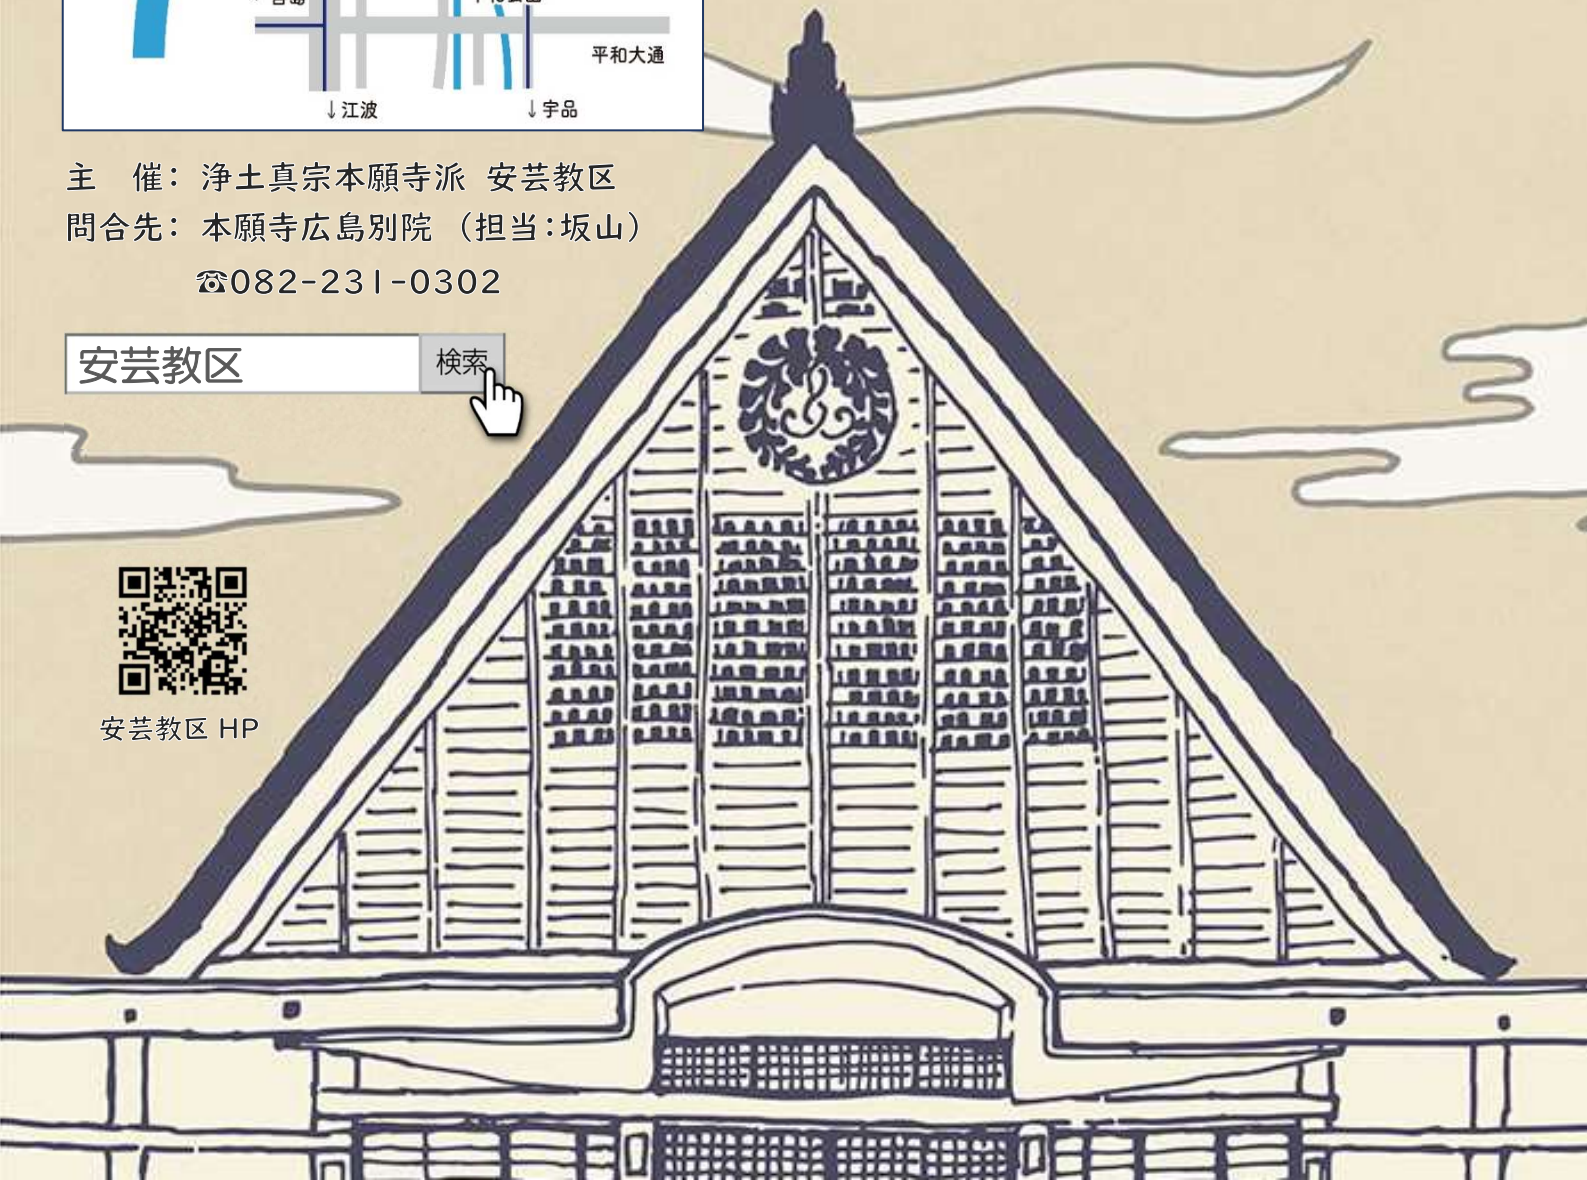 平和大通
↓江波
↓宇品
主　催：浄土真宗本願寺派 安芸教区
問合先：本願寺広島別院 （担当：坂山）
☎082-231-0302
安芸教区
検索
安芸教区 HP